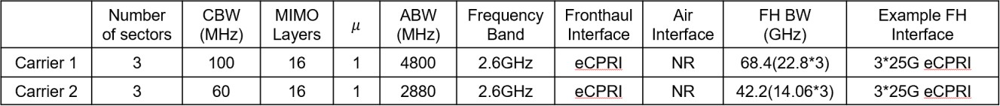 Number of sectors CBW (MHz) MIMO Layers μ ABW (MHz) Frequency Band Fronthaul Interface Air Interface FH BW (GHz) Example FH Interface
Carrier 1 3 100 16 1 4800 2.6GHz eCPRI NR 68.4(22.8*3) 3*25G eCPRI
Carrier 2 3 60 16 1 2880 2.6GHz eCPRI NR 42.2(14.06*3) 3*25G eCPRI